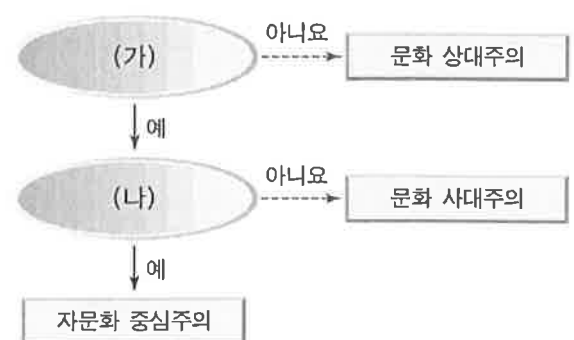 아니요
(가)
문화 상대주의
예
아니요
(나)
문화 사대주의
예
자문화 중심주의